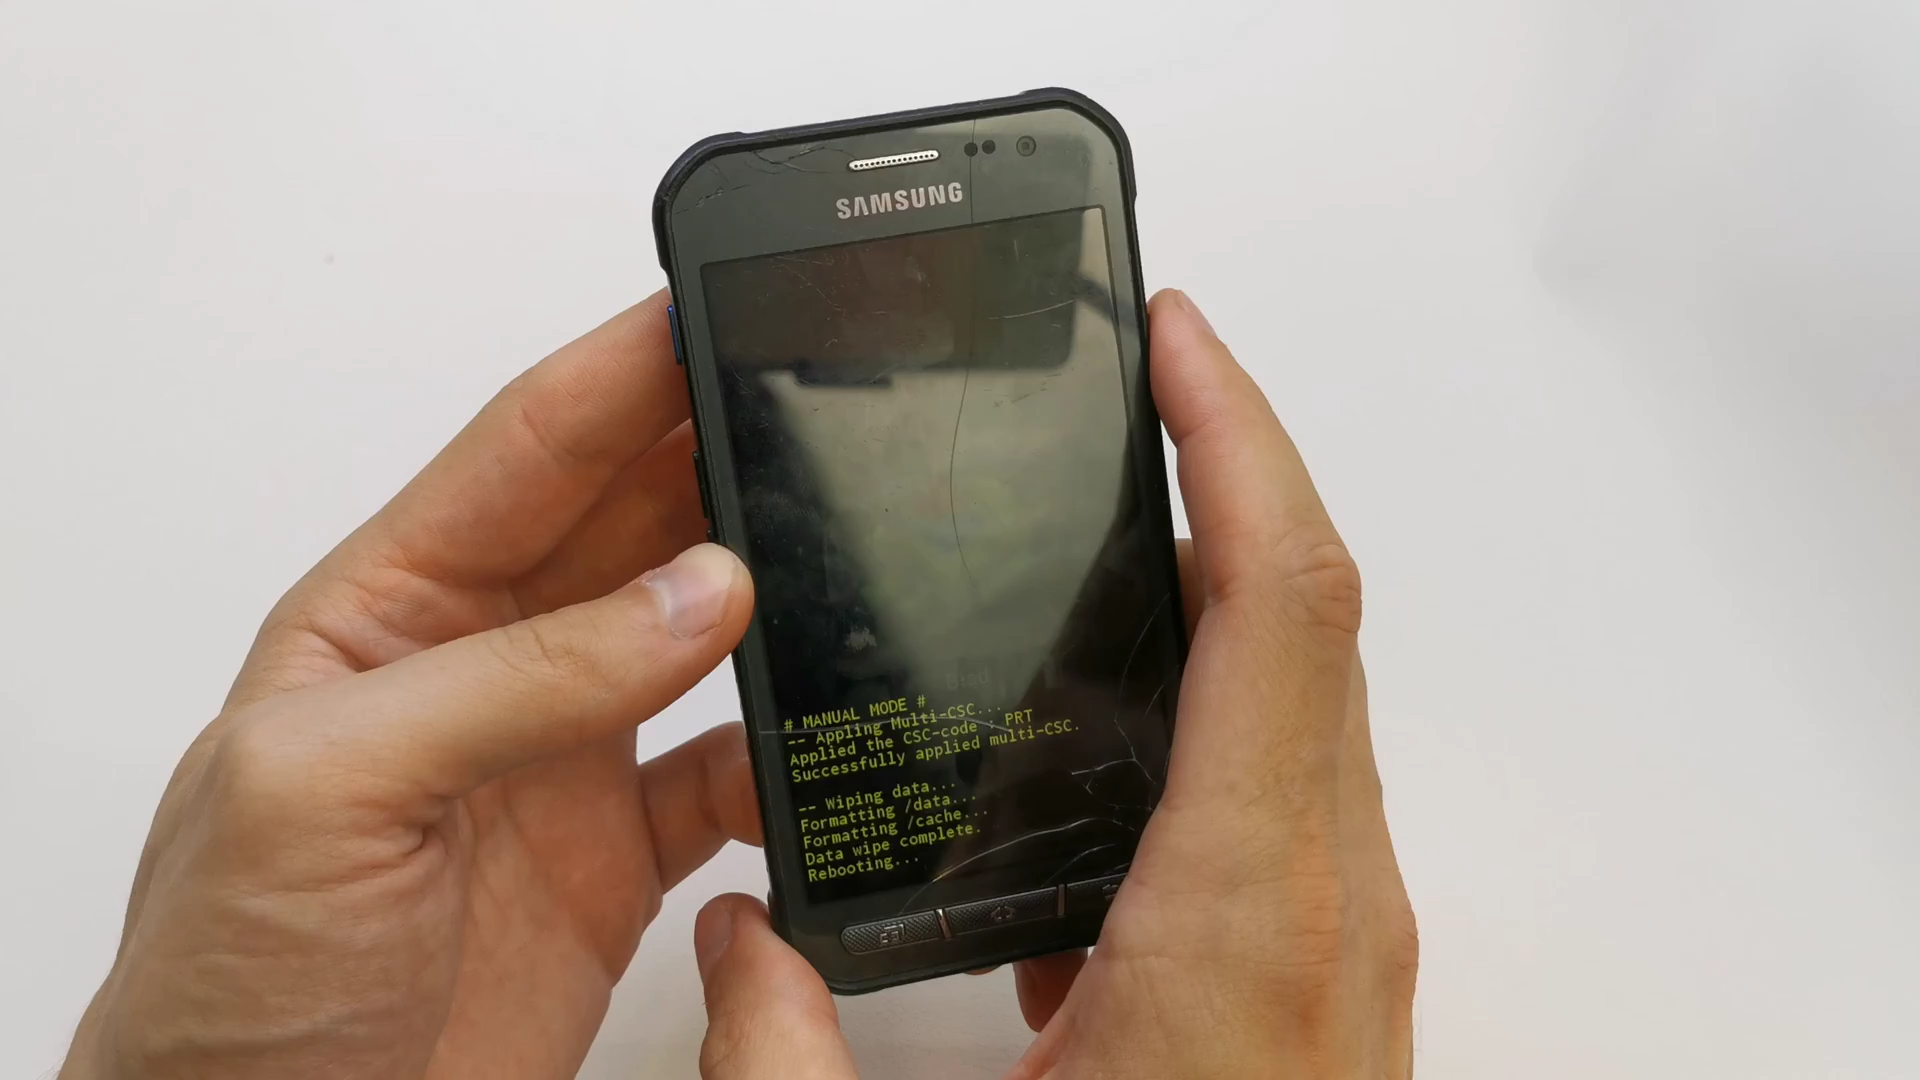 SAMSUNG
# MANUAL MODE #
-- Appling Multi-CSC...
Applied the CSC-code : PRT
Successfully applied multi-CSC.
-- Wiping data...
Formatting /data...
Formatting /cache...
Data wipe complete.
Rebooting...